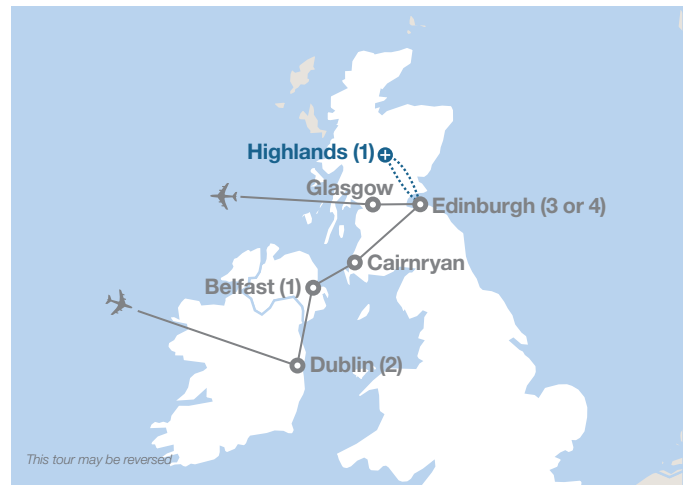 Highlands (1)
Glasgow
Edinburgh (3 or 4)
Cairnryan
Belfast (1)
Dublin (2)
This tour may be reversed